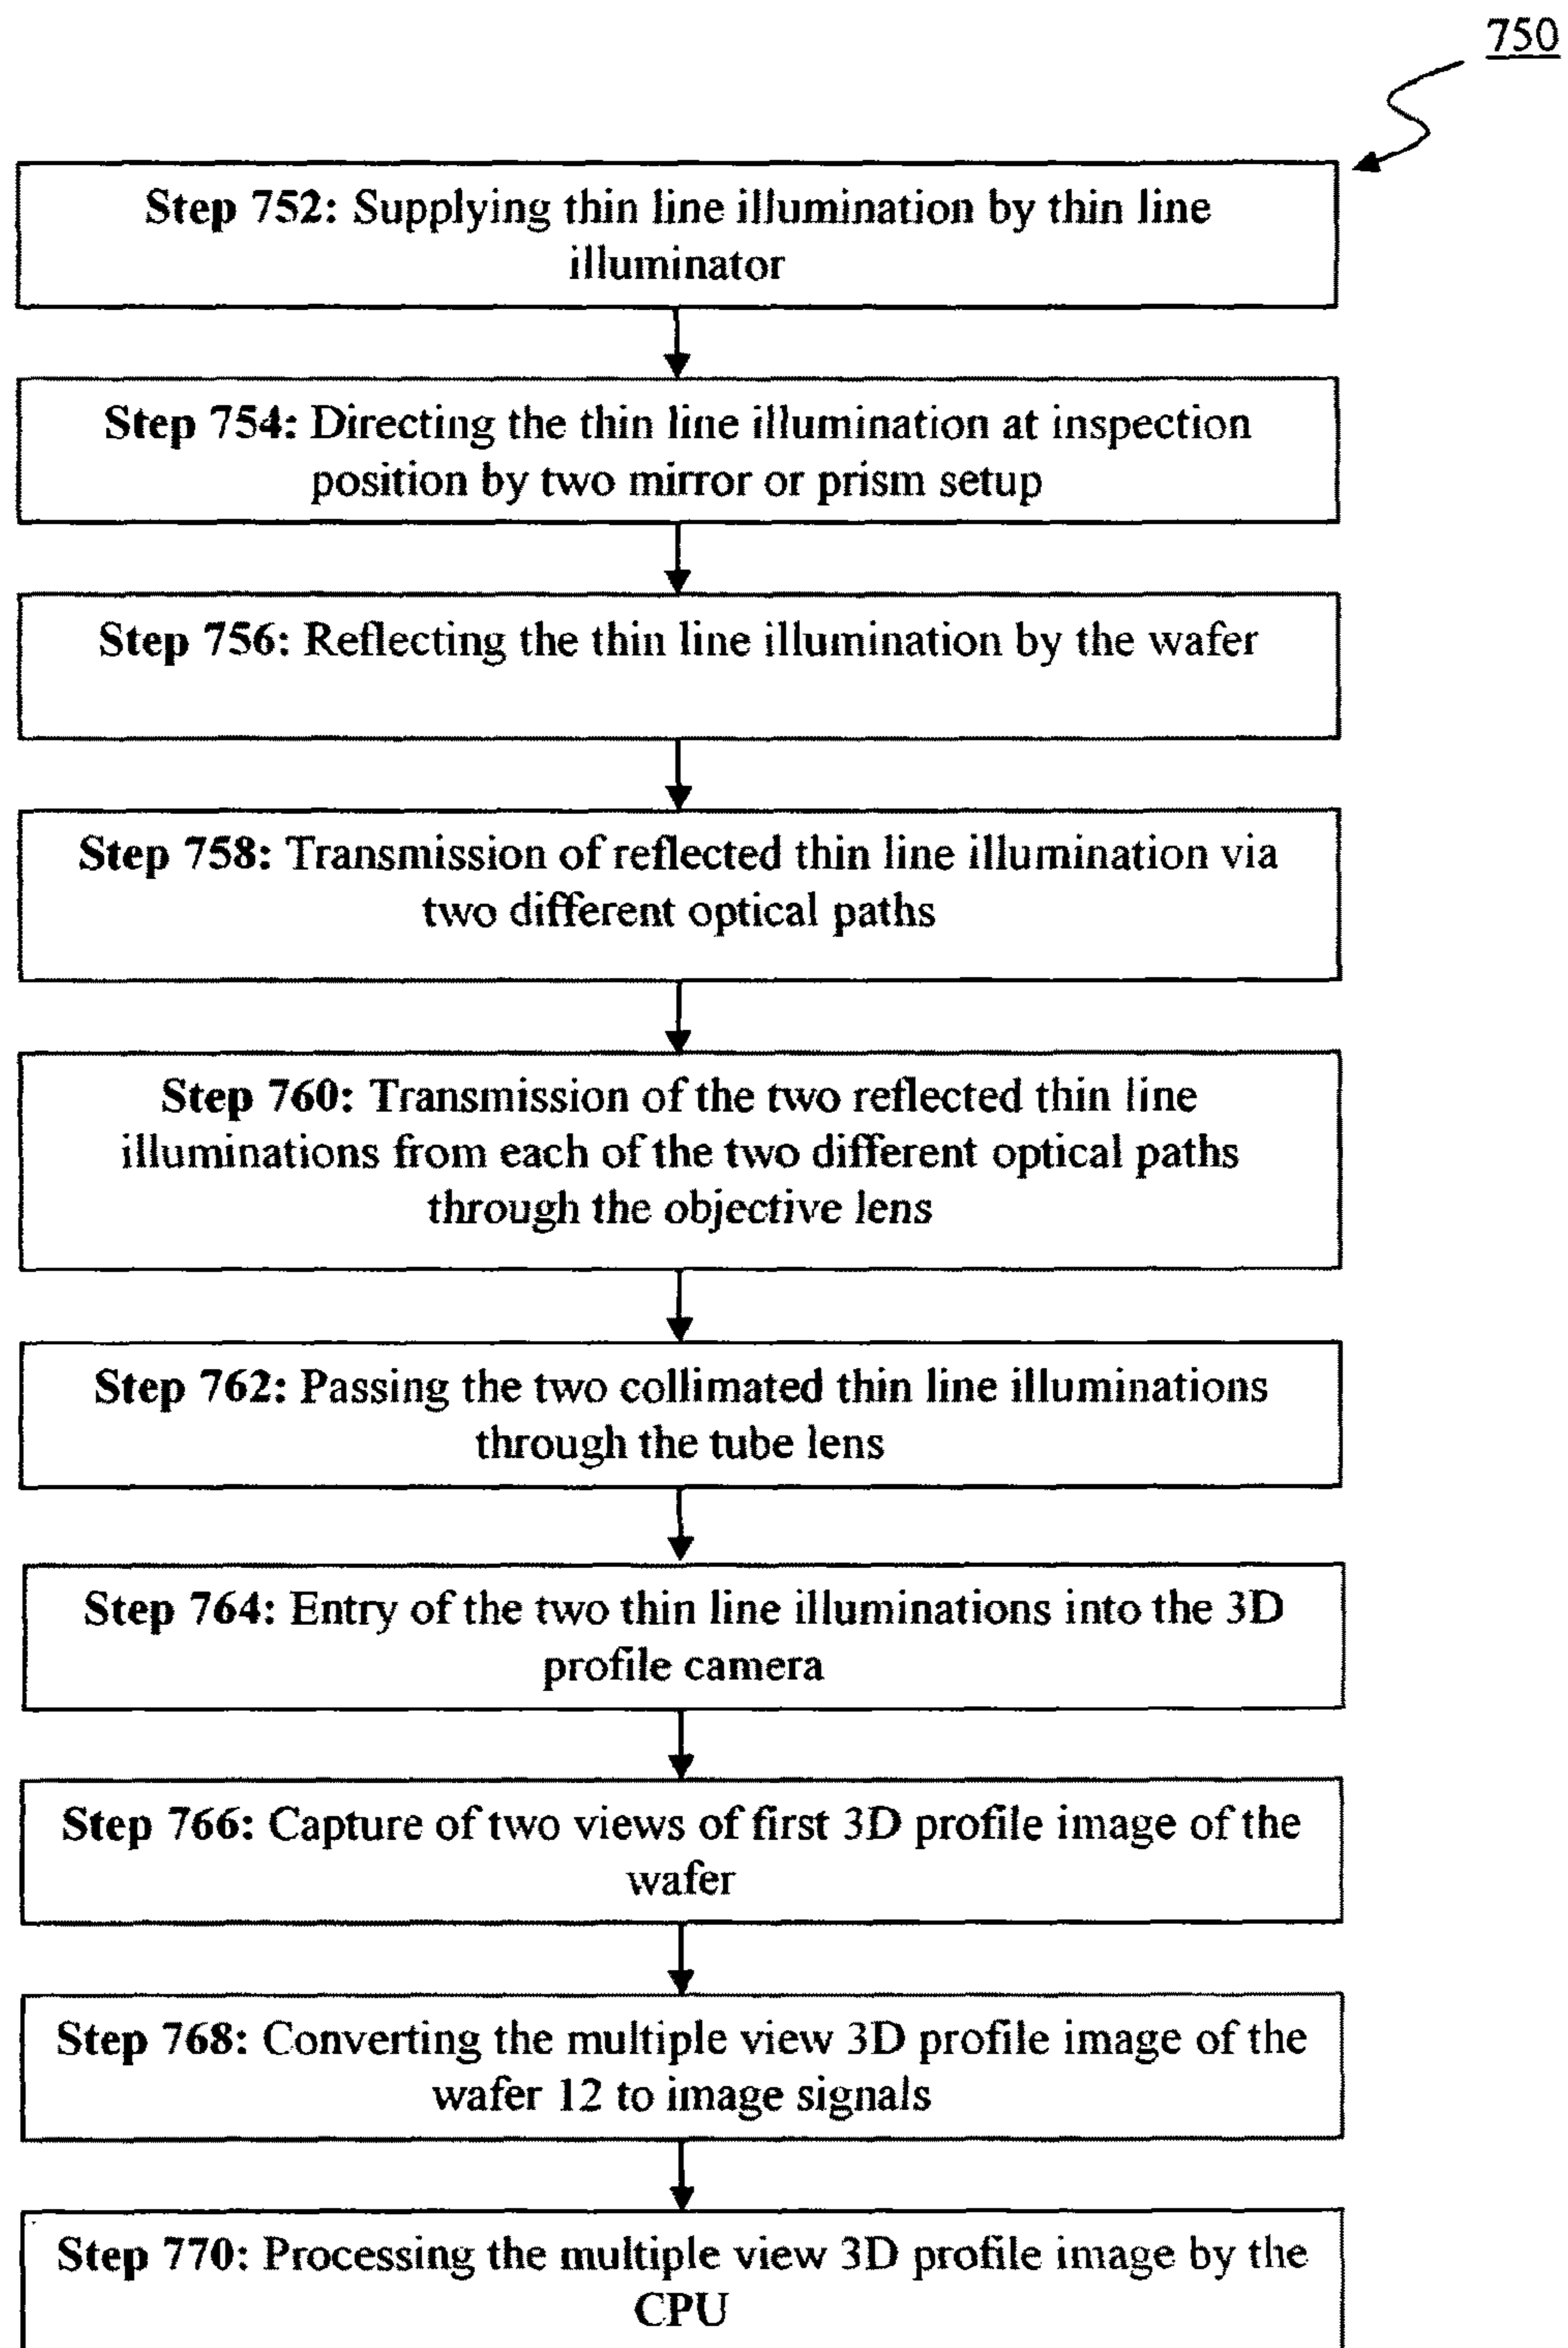 750
Step 752: Supplying thin line illumination by thin line
illuminator
Step 754: Directing the thin line illumination at inspection
position by two mirror or prism setup
Step 756: Reflecting the thin line illumination by the wafer
Step 758: Transmission of reflected thin line illumination via
two different optical paths
Step 760: Transmission of the two reflected thin line
illuminations from each of the two different optical paths
through the objective lens
Step 762: Passing the two collimated thin line illuminations
through the tube lens
Step 764: Entry of the two thin line illuminations into the 3D
profile camera
Step 766: Capture of two views of first 3D profile image of the
wafer
Step 768: Converting the multiple view 3D profile image of the
wafer 12 to image signals
Step 770: Processing the multiple view 3D profile image by the
CPU